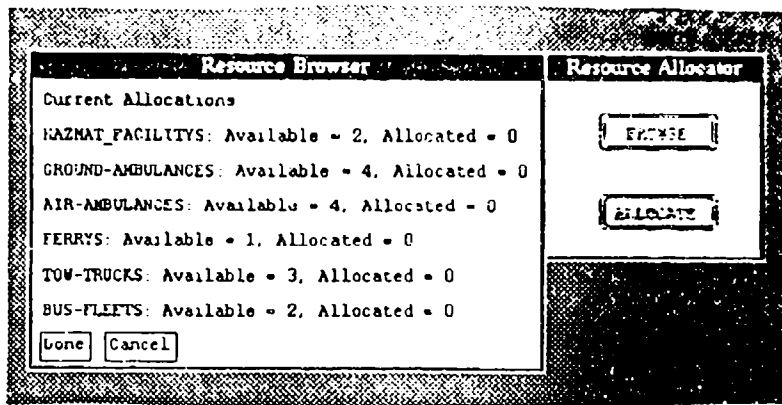 Resource Browser
Current Allocations
HAZMAT_FACILITYS: Available = 2, Allocated = 0
GROUND-AMBULANCES: Available = 4, Allocated = 0
AIR-AMBULANCES: Available = 4, Allocated = 0
FERRYS: Available = 1, Allocated = 0
TOW-TRUCKS: Available = 3, Allocated = 0
BUS-FLEETS: Available = 2, Allocated = 0
Done Cancel
Resource Allocator
BROWSE
ALLOCATE